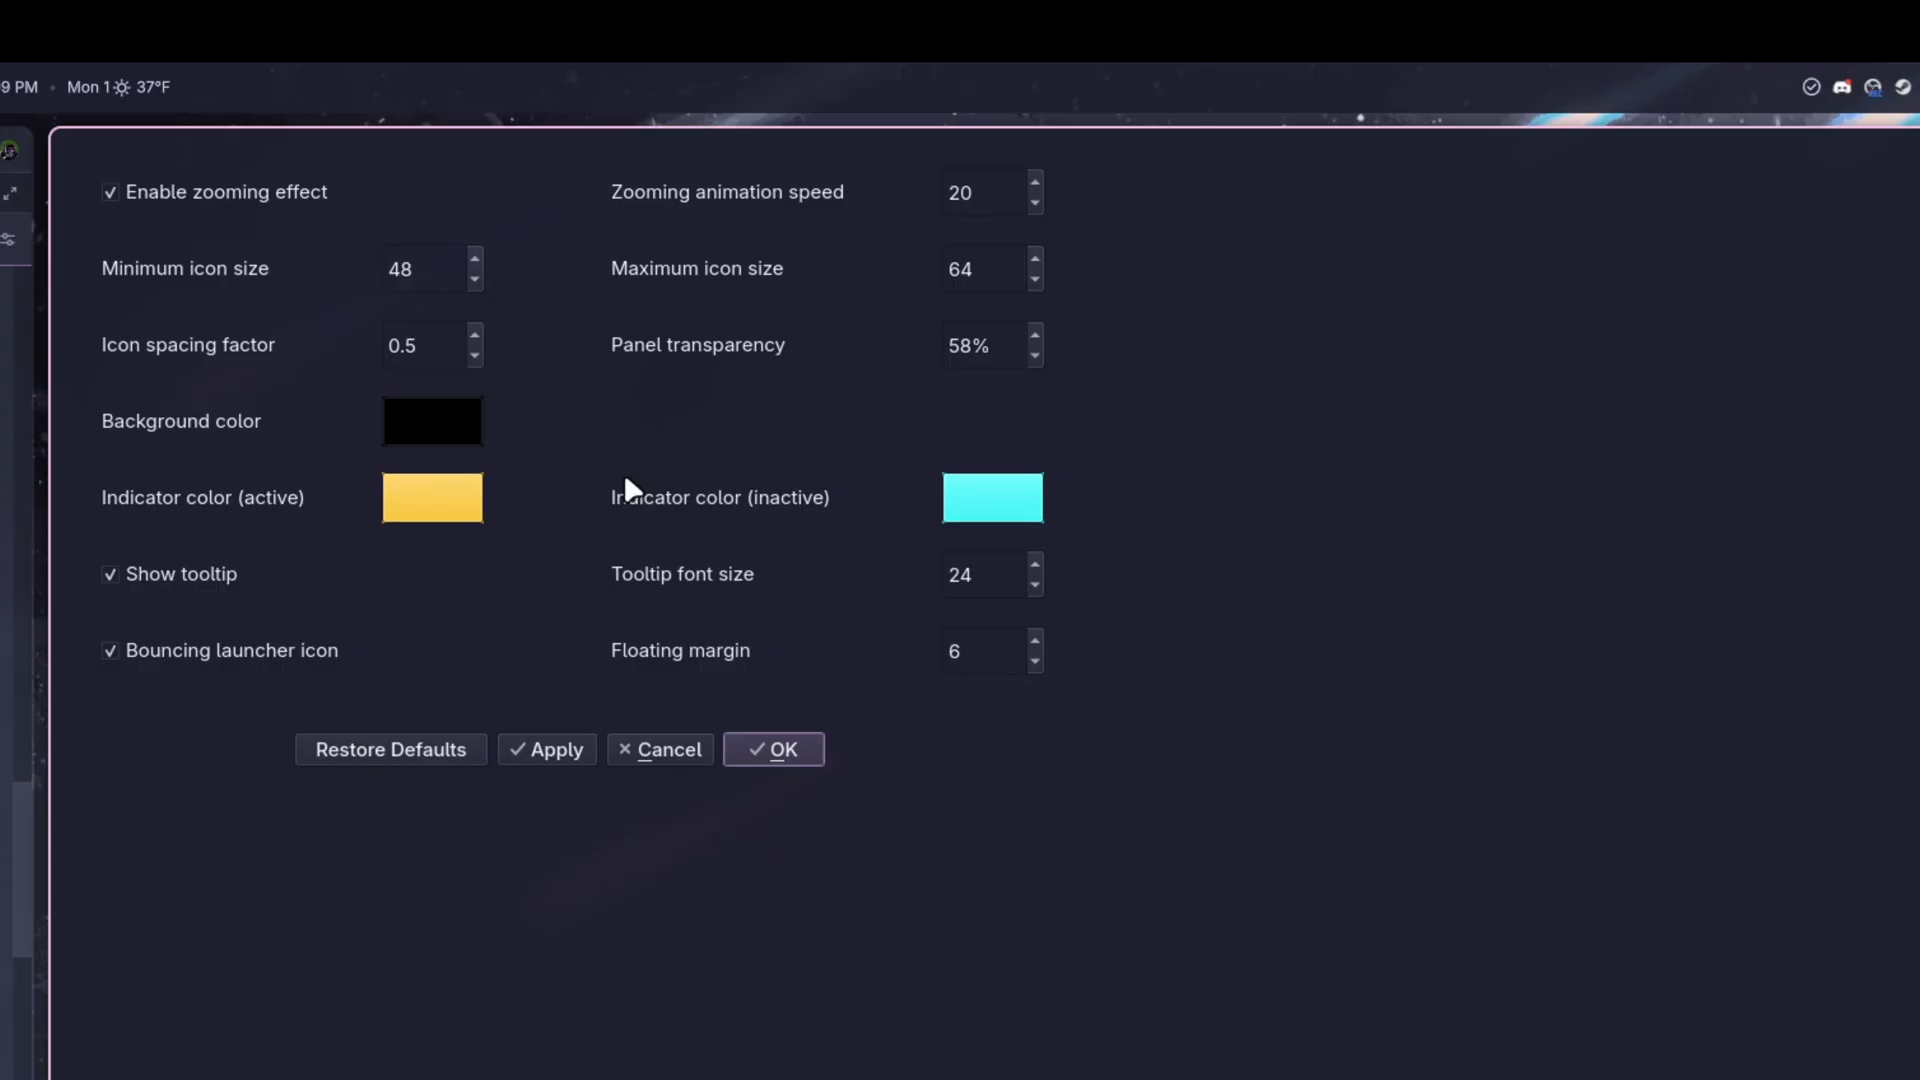 9 PM • Mon 1 37°F
Enable zooming effect Zooming animation speed 20
Minimum icon size 48 Maximum icon size 64
Icon spacing factor 0.5 Panel transparency 58%
Background color
Indicator color (active) Indicator color (inactive)
Show tooltip Tooltip font size 24
Bouncing launcher icon Floating margin 6
Restore Defaults Apply Cancel OK